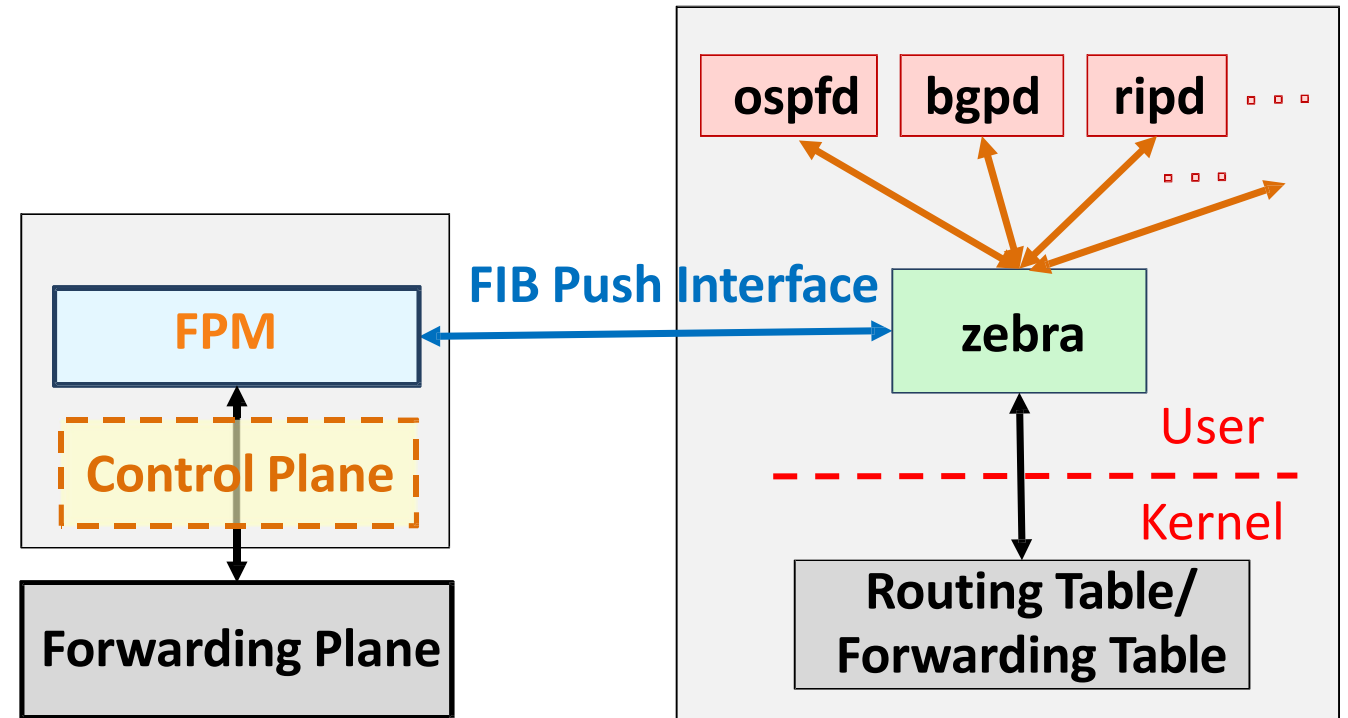 ospfd
bgpd
ripd
FIB Push Interface
FPM
zebra
Control Plane
User
Kernel
Forwarding Plane
Routing Table/
Forwarding Table